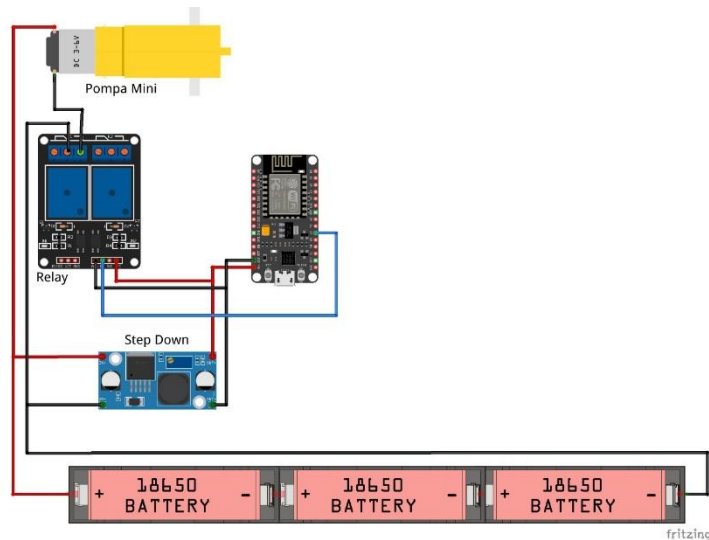 DC 3-6V
Pompa Mini
Relay
Step Down
+ 18650 -
BATTERY
+ 18650 -
BATTERY
+ 18650 -
BATTERY
fritzing